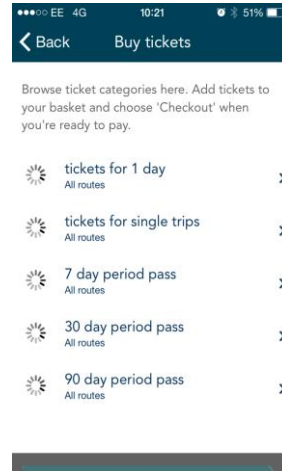 EE 4G 10:21 51%
Back Buy tickets
Browse ticket categories here. Add tickets to
your basket and choose 'Checkout' when
you're ready to pay.
tickets for 1 day
All routes
tickets for single trips
All routes
7 day period pass
All routes
30 day period pass
All routes
90 day period pass
All routes